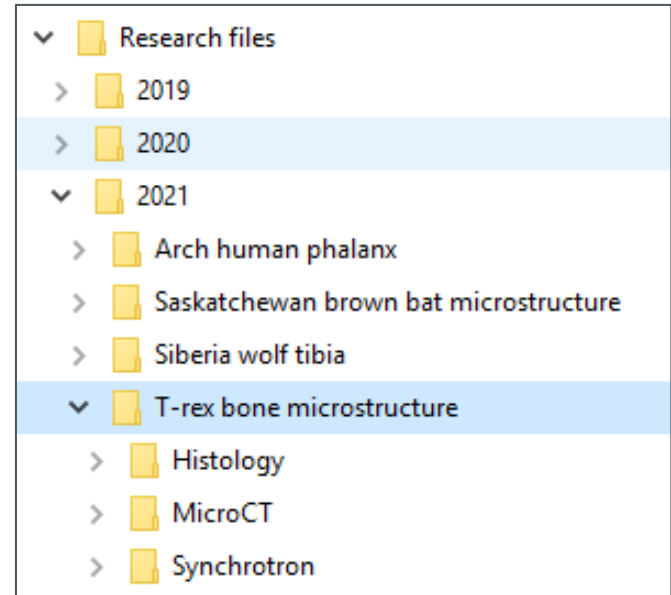 Research files
2019
2020
2021
Arch human phalanx
Saskatchewan brown bat microstructure
Siberia wolf tibia
T-rex bone microstructure
Histology
MicroCT
Synchrotron